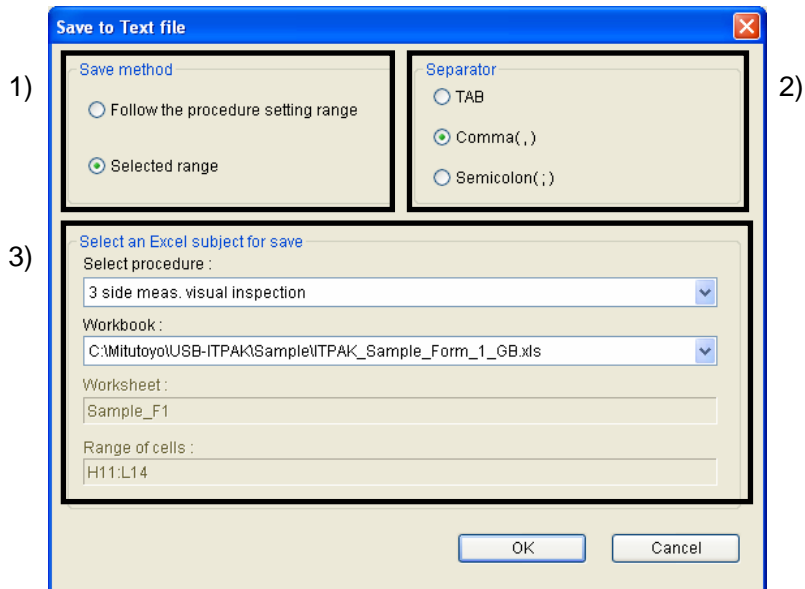 Save to Text file
1)
Save method
Follow the procedure setting range
Selected range
Separator
TAB
Comma(,)
Semicolon(;)
2)
3)
Select an Excel subject for save
Select procedure :
3 side meas. visual inspection
Workbook :
C:\Mitutoyo\USB-ITPAK\Sample\ITPAK_Sample_Form_1_GB.xls
Worksheet :
Sample_F1
Range of cells :
H11:L14
OK
Cancel